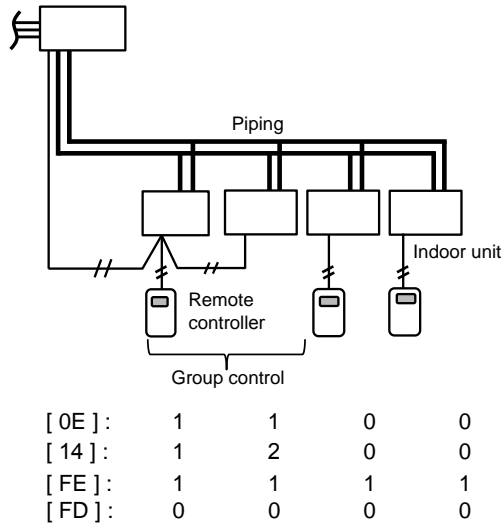 Piping
Indoor unit
Remote
controller
Group control
[ 0E ] : 1 1 0 0
[ 14 ] : 1 2 0 0
[ FE ] : 1 1 1 1
[ FD ] : 0 0 0 0